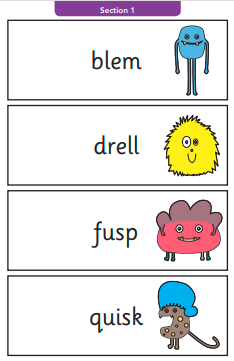 Section 1
blem
drell
fusp
quisk